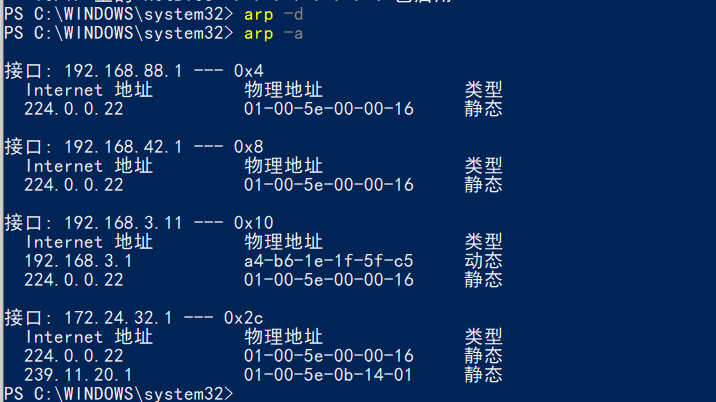 PS C:\WINDOWS\system32> arp -d
PS C:\WINDOWS\system32> arp -a
接口: 192.168.88.1 --- 0x4
Internet 地址 物理地址 类型
224.0.0.22 01-00-5e-00-00-16 静态
接口: 192.168.42.1 --- 0x8
Internet 地址 物理地址 类型
224.0.0.22 01-00-5e-00-00-16 静态
接口: 192.168.3.11 --- 0x10
Internet 地址 物理地址 类型
192.168.3.1 a4-b6-1e-1f-5f-c5 动态
224.0.0.22 01-00-5e-00-00-16 静态
接口: 172.24.32.1 --- 0x2c
Internet 地址 物理地址 类型
224.0.0.22 01-00-5e-00-00-16 静态
239.11.20.1 01-00-5e-0b-14-01 静态
PS C:\WINDOWS\system32>